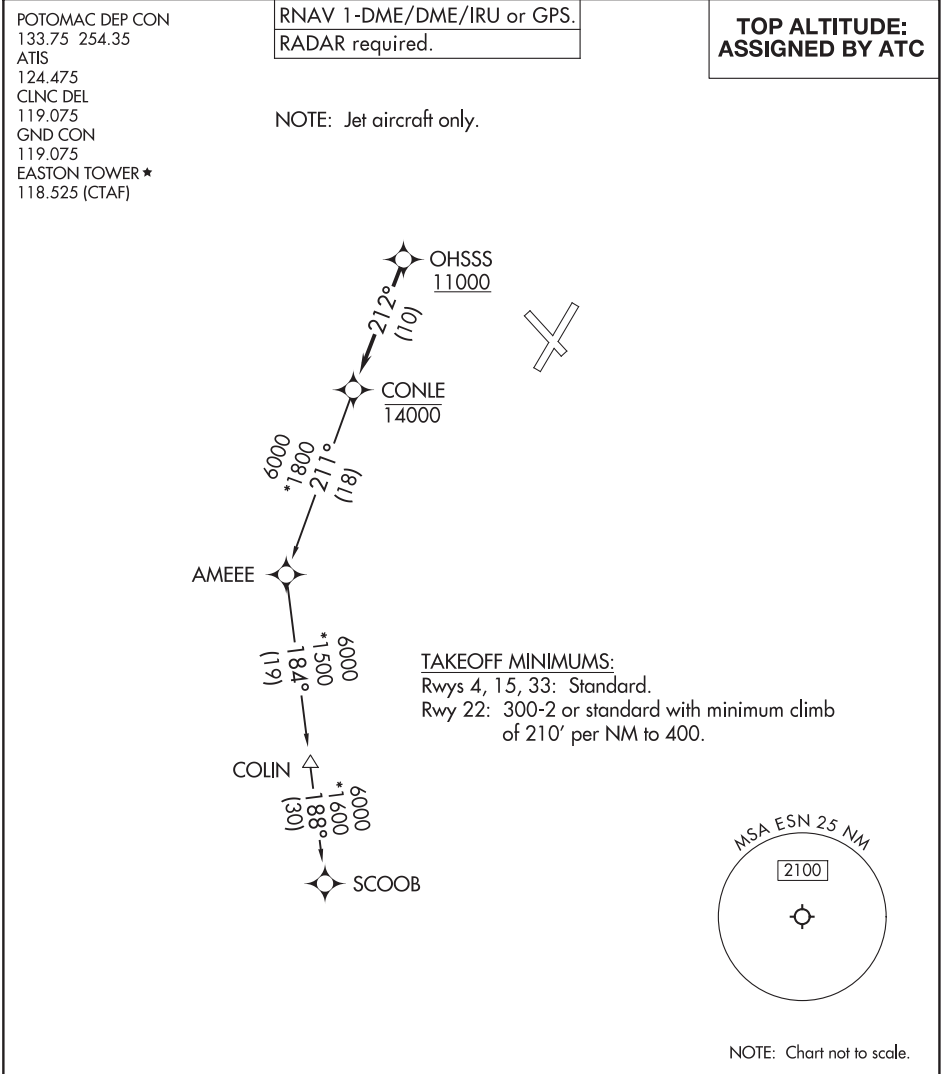 POTOMAC DEP CON
133.75 254.35
ATIS
124.475
CLNC DEL
119.075
GND CON
119.075
EASTON TOWER★
118.525 (CTAF)
RNAV 1-DME/DME/IRU or GPS.
RADAR required.
TOP ALTITUDE:
ASSIGNED BY ATC
NOTE: Jet aircraft only.
OHSSS
11000
212°
(10)
CONLE
14000
6000
*1800
211°
(18)
AMEEE
6000
*1500
184°
(19)
TAKEOFF MINIMUMS:
Rwys 4, 15, 33: Standard.
Rwy 22: 300-2 or standard with minimum climb
of 210' per NM to 400.
COLIN
6000
*1600
188°
(30)
SCOOB
MSA ESN 25 NM
2100
NOTE: Chart not to scale.